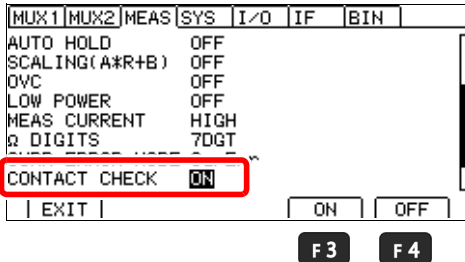 MUX1 MUX2 MEAS SYS I/O IF BIN
AUTO HOLD OFF
SCALING(A*R+B) OFF
OVC OFF
LOW POWER OFF
MEAS CURRENT HIGH
Ω DIGITS 7DGT
CONTACT CHECK ON
EXIT ON OFF
F3 F4